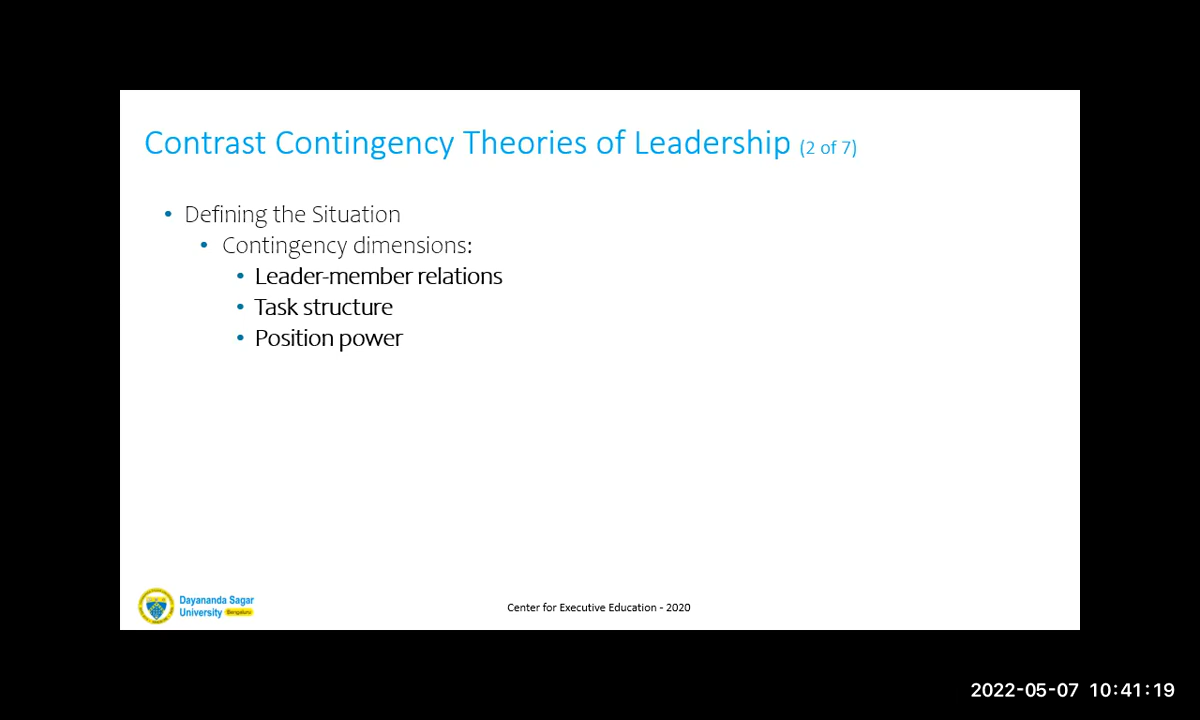 Contrast Contingency Theories of Leadership (2 of 7)
• Defining the Situation
• Contingency dimensions:
• Leader-member relations
• Task structure
• Position power
Dayananda Sagar
University Bengaluru
Center for Executive Education - 2020
2022-05-07 10:41:19